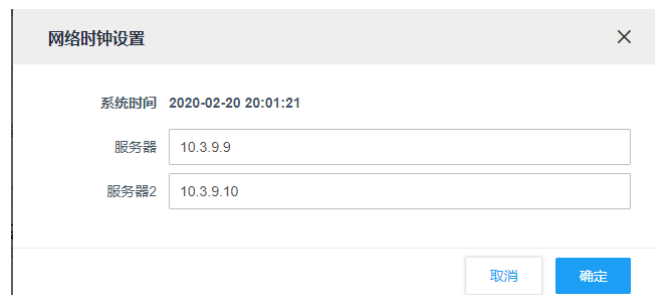 网络时钟设置
系统时间 2020-02-20 20:01:21
服务器 10.3.9.9
服务器2 10.3.9.10
取消 确定